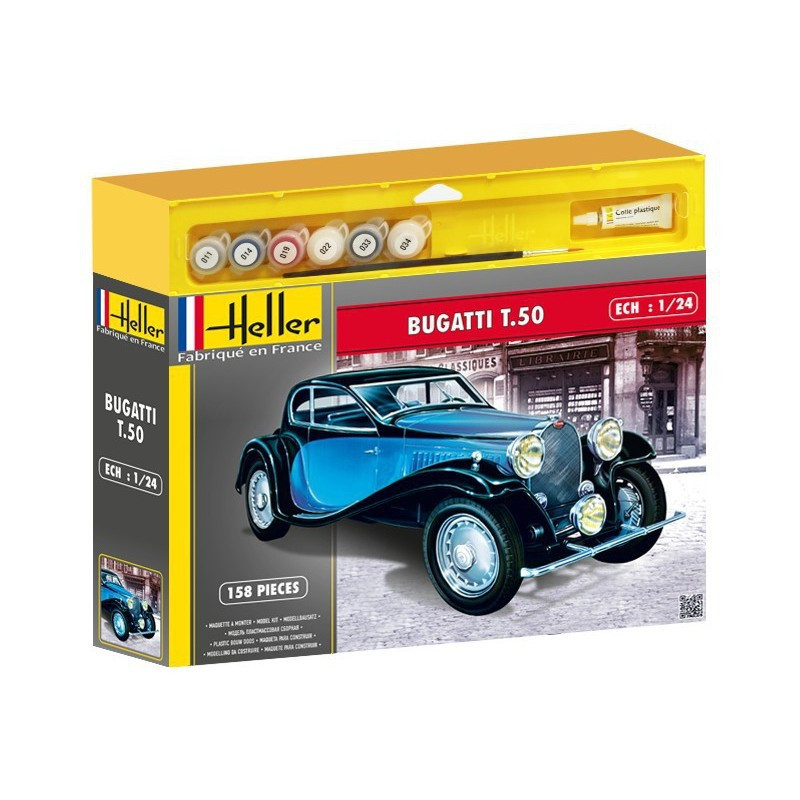 011
014
019
022
033
034
Colle plastique
Heller
Fabriqué en France
BUGATTI T.50
ECH : 1/24
CLASSIQUES
LIBRAIRIE
158 PIECES
• MAQUETTE A MONTER • MODEL KIT • MODELLBAUSATZ •
• МОДЕЛЬ ПЛАСТМАССОВАЯ СБОРНАЯ •
• PLASTIC BOUW DOOS • MAQUETA PARA CONSTRUIR •
• MODELLINO DA COSTRUIRE • MAQUETE PARA CONSTRUIR •
Heller
Fabriqué en France
BUGATTI
T.50
ECH : 1/24